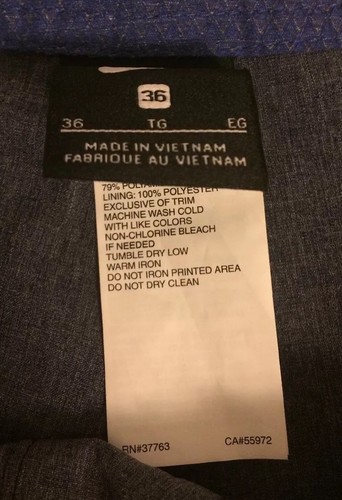 36
36 TG EG
MADE IN VIETNAM
FABRIQUE AU VIETNAM
79%
LINING: 100% POLYESTER
EXCLUSIVE OF TRIM
MACHINE WASH COLD
WITH LIKE COLORS
NON-CHLORINE BLEACH
IF NEEDED
TUMBLE DRY LOW
WARM IRON
DO NOT IRON PRINTED AREA
DO NOT DRY CLEAN
RN#37763 CA#55972